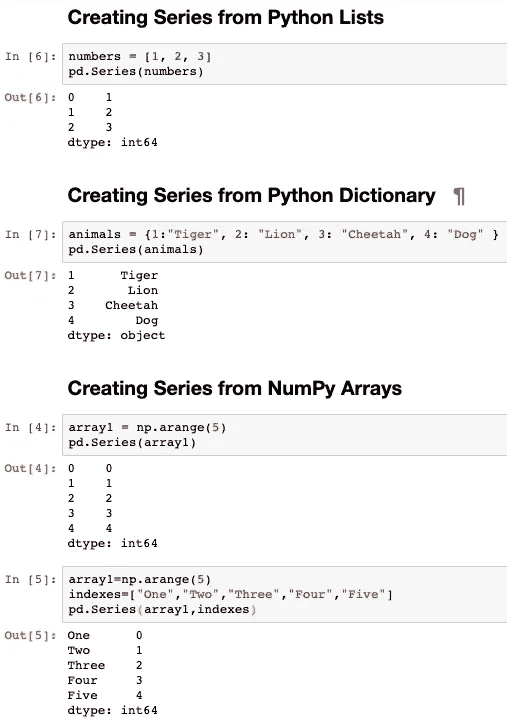 Creating Series from Python Lists
In [6]: numbers = [1, 2, 3]
pd.Series(numbers)
Out[6]: 0 1
1 2
2 3
dtype: int64
Creating Series from Python Dictionary ¶
In [7]: animals = {1:"Tiger", 2: "Lion", 3: "Cheetah", 4: "Dog" }
pd.Series(animals)
Out[7]: 1 Tiger
2 Lion
3 Cheetah
4 Dog
dtype: object
Creating Series from NumPy Arrays
In [4]: array1 = np.arange(5)
pd.Series(array1)
Out[4]: 0 0
1 1
2 2
3 3
4 4
dtype: int64
In [5]: array1=np.arange(5)
indexes=["One","Two","Three","Four","Five"]
pd.Series(array1,indexes)
Out[5]: One 0
Two 1
Three 2
Four 3
Five 4
dtype: int64